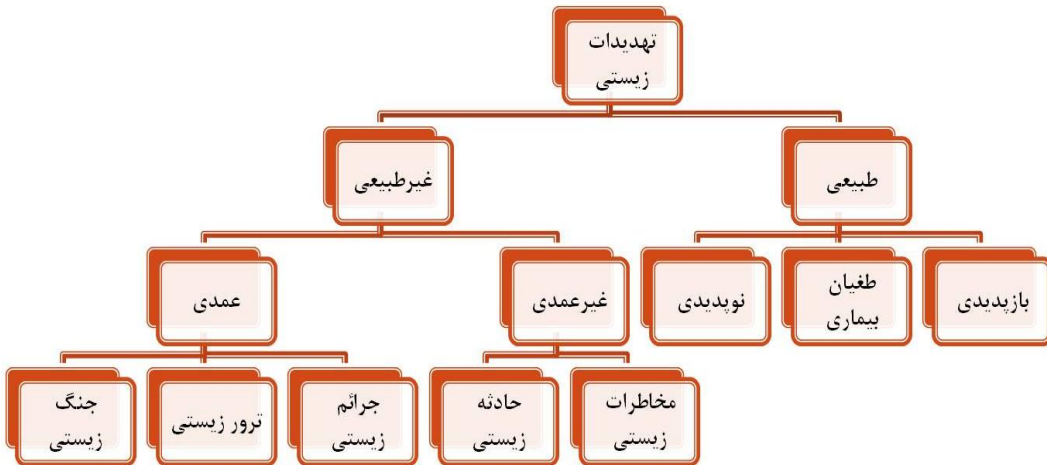 تهدیدات
زیستی
طبیعی
غیرطبیعی
بازپدیدی
طغیان
بیماری
نوپدیدی
غیرعمدی
عمدی
مخاطرات
زیستی
حادثه
زیستی
جرائم
زیستی
ترور زیستی
جنگ
زیستی